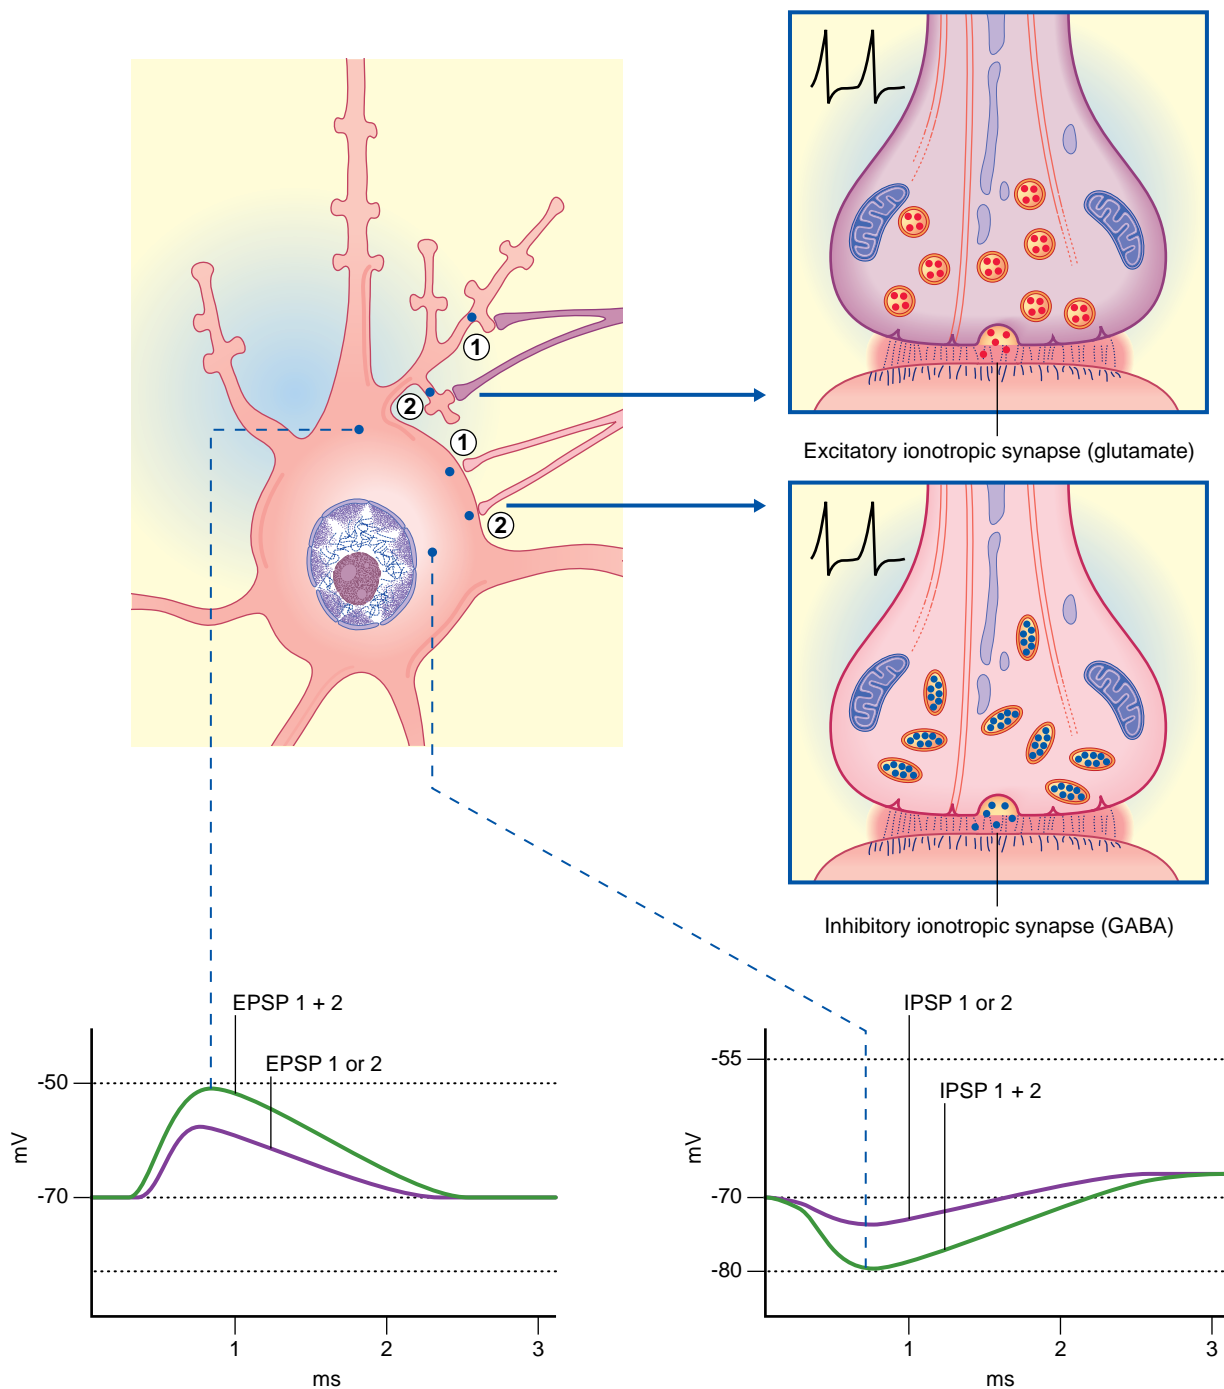 1
2
1
2
Excitatory ionotropic synapse (glutamate)
Inhibitory ionotropic synapse (GABA)
EPSP 1 + 2
EPSP 1 or 2
-50
-70
mV
1
2
3
ms
IPSP 1 or 2
IPSP 1 + 2
-55
-70
-80
mV
1
2
3
ms